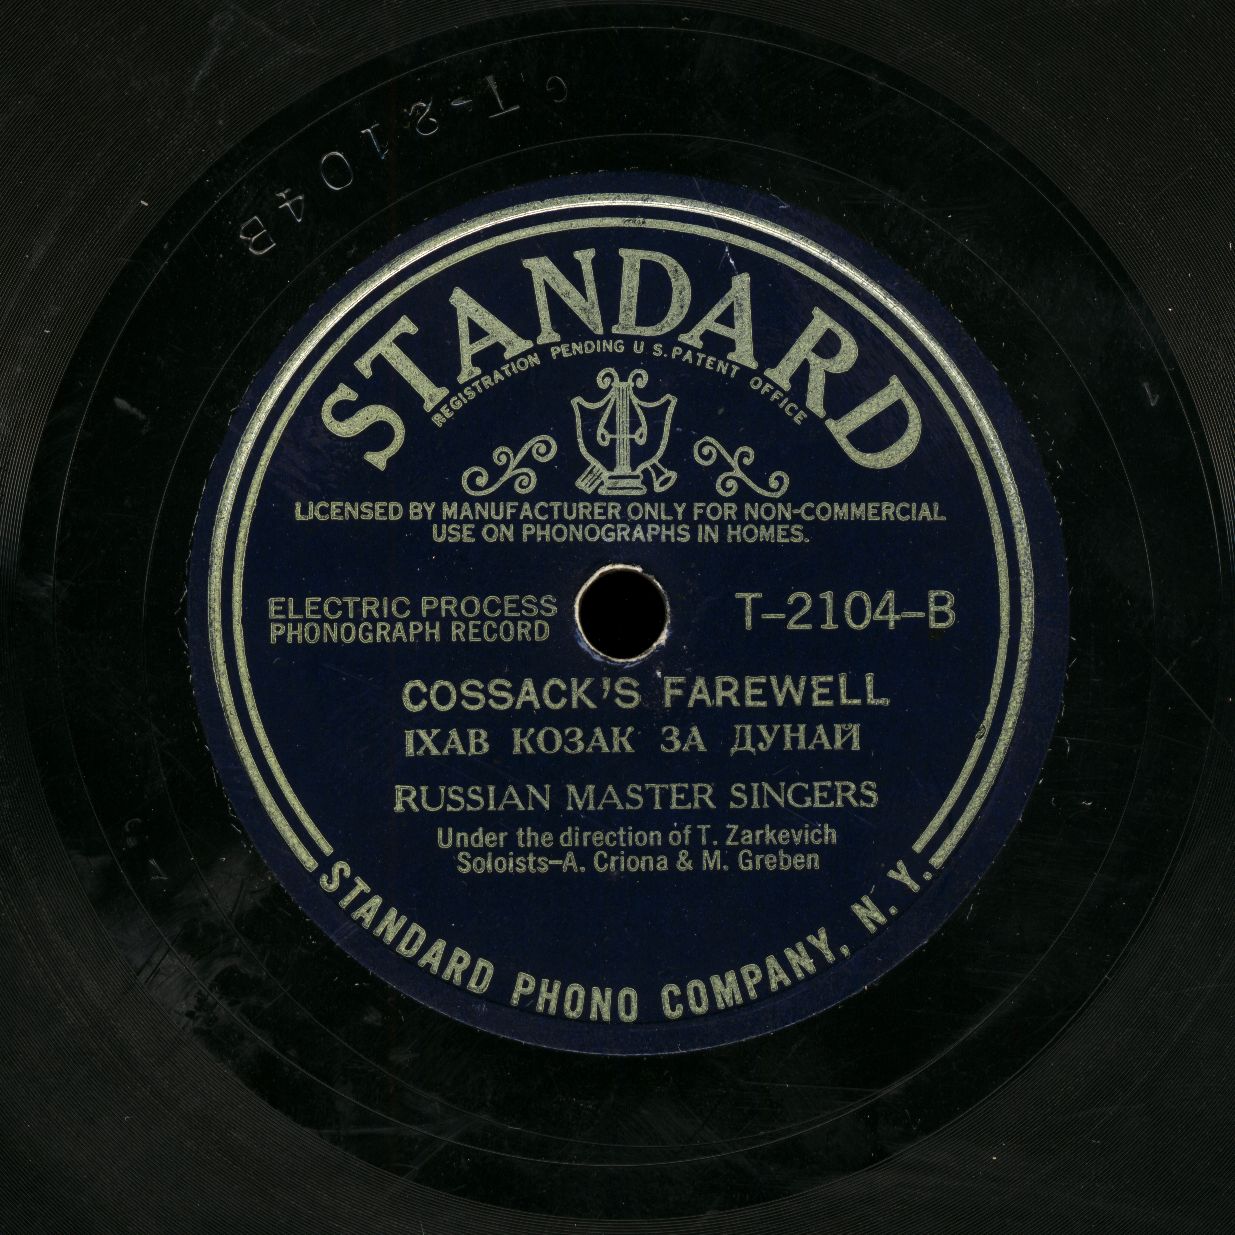 T-2104B
STANDARD
REGISTRATION PENDING U S. PATENT OFFICE
LICENSED BY MANUFACTURER ONLY FOR NON-COMMERCIAL
USE ON PHONOGRAPHS IN HOMES.
ELECTRIC PROCESS
PHONOGRAPH RECORD
T-2104-B
COSSACK'S FAREWELL
ЇХАВ КОЗАК ЗА ДУНАЙ
RUSSIAN MASTER SINGERS
Under the direction of T. Zarkevich
Soloists-A. Criona & M. Greben
STANDARD PHONO COMPANY, N. Y.